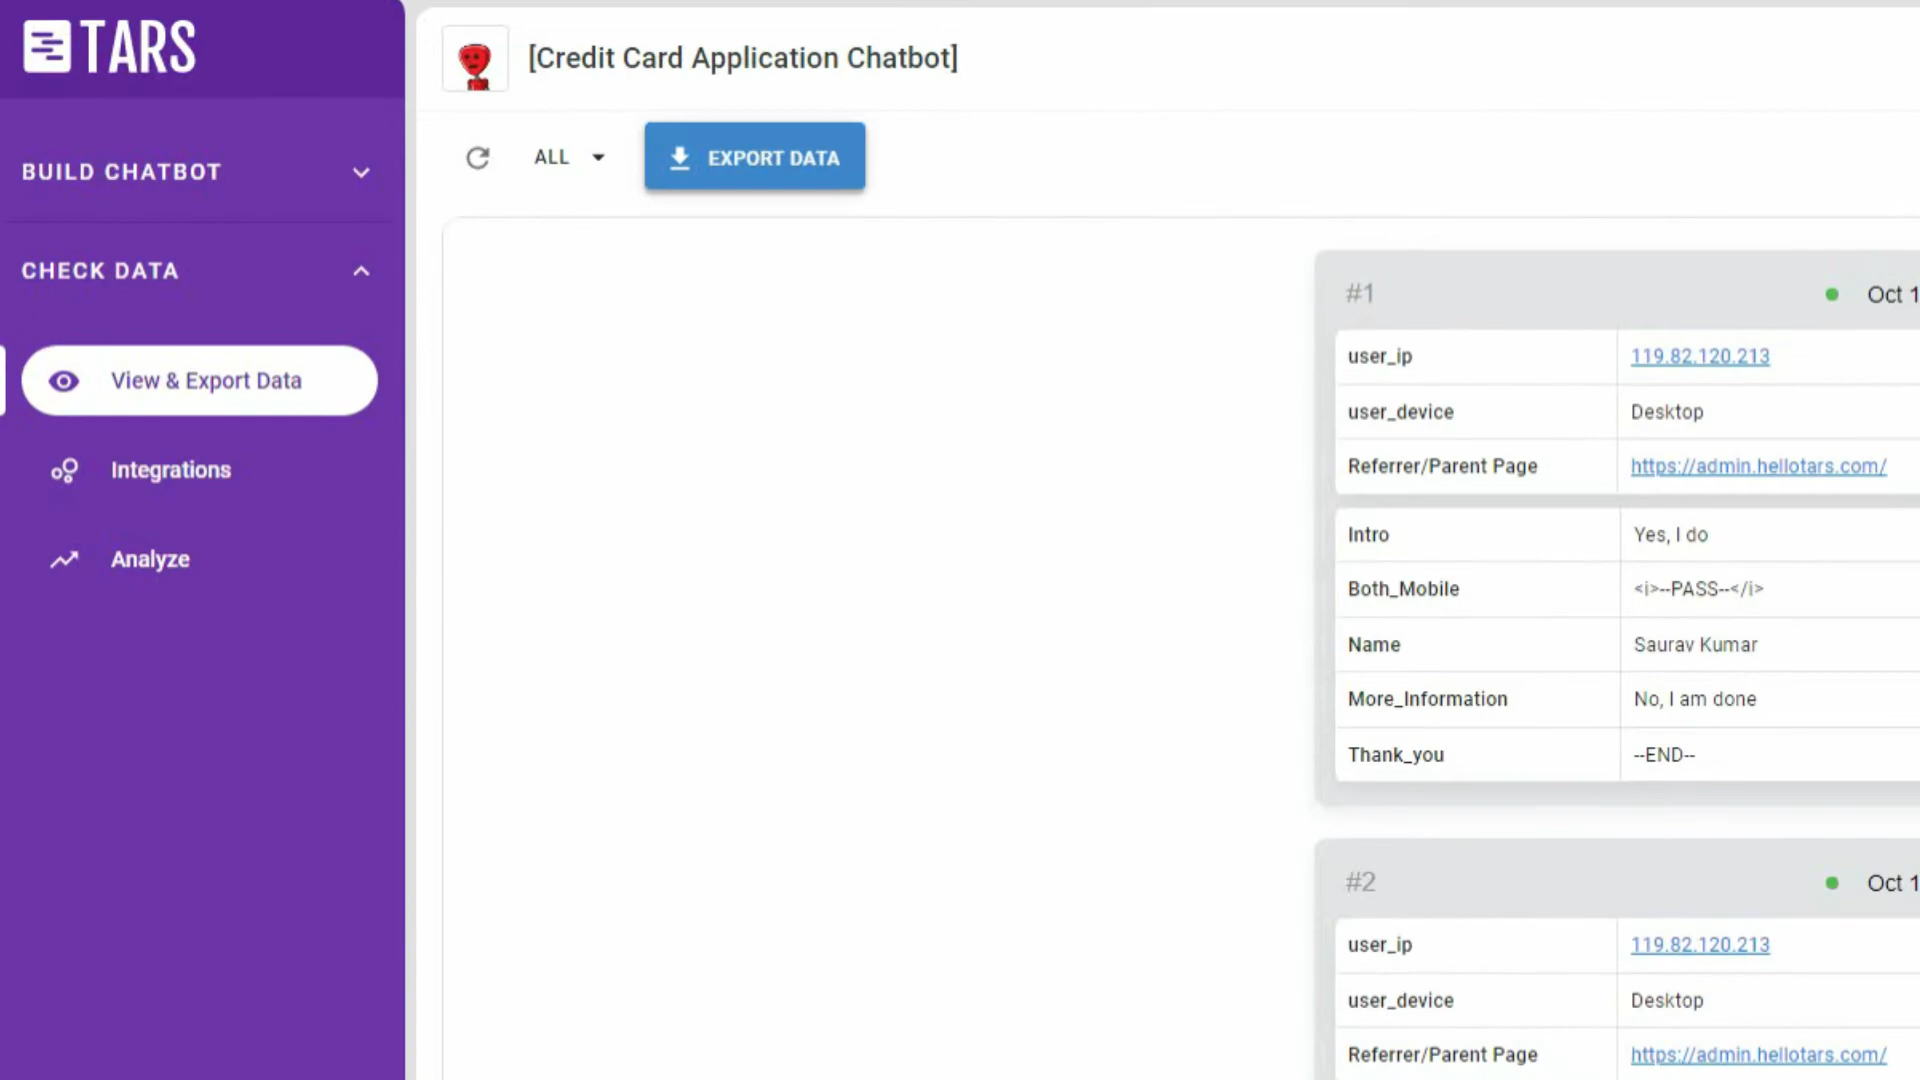 TARS
[Credit Card Application Chatbot]
BUILD CHATBOT
ALL
EXPORT DATA
CHECK DATA
View & Export Data
Integrations
Analyze
#1
Oct 1
user_ip 119.82.120.213
user_device Desktop
Referrer/Parent Page https://admin.hellotars.com/
Intro Yes, I do
Both_Mobile <i>--PASS--</i>
Name Saurav Kumar
More_Information No, I am done
Thank_you --END--
#2
Oct 1
user_ip 119.82.120.213
user_device Desktop
Referrer/Parent Page https://admin.hellotars.com/